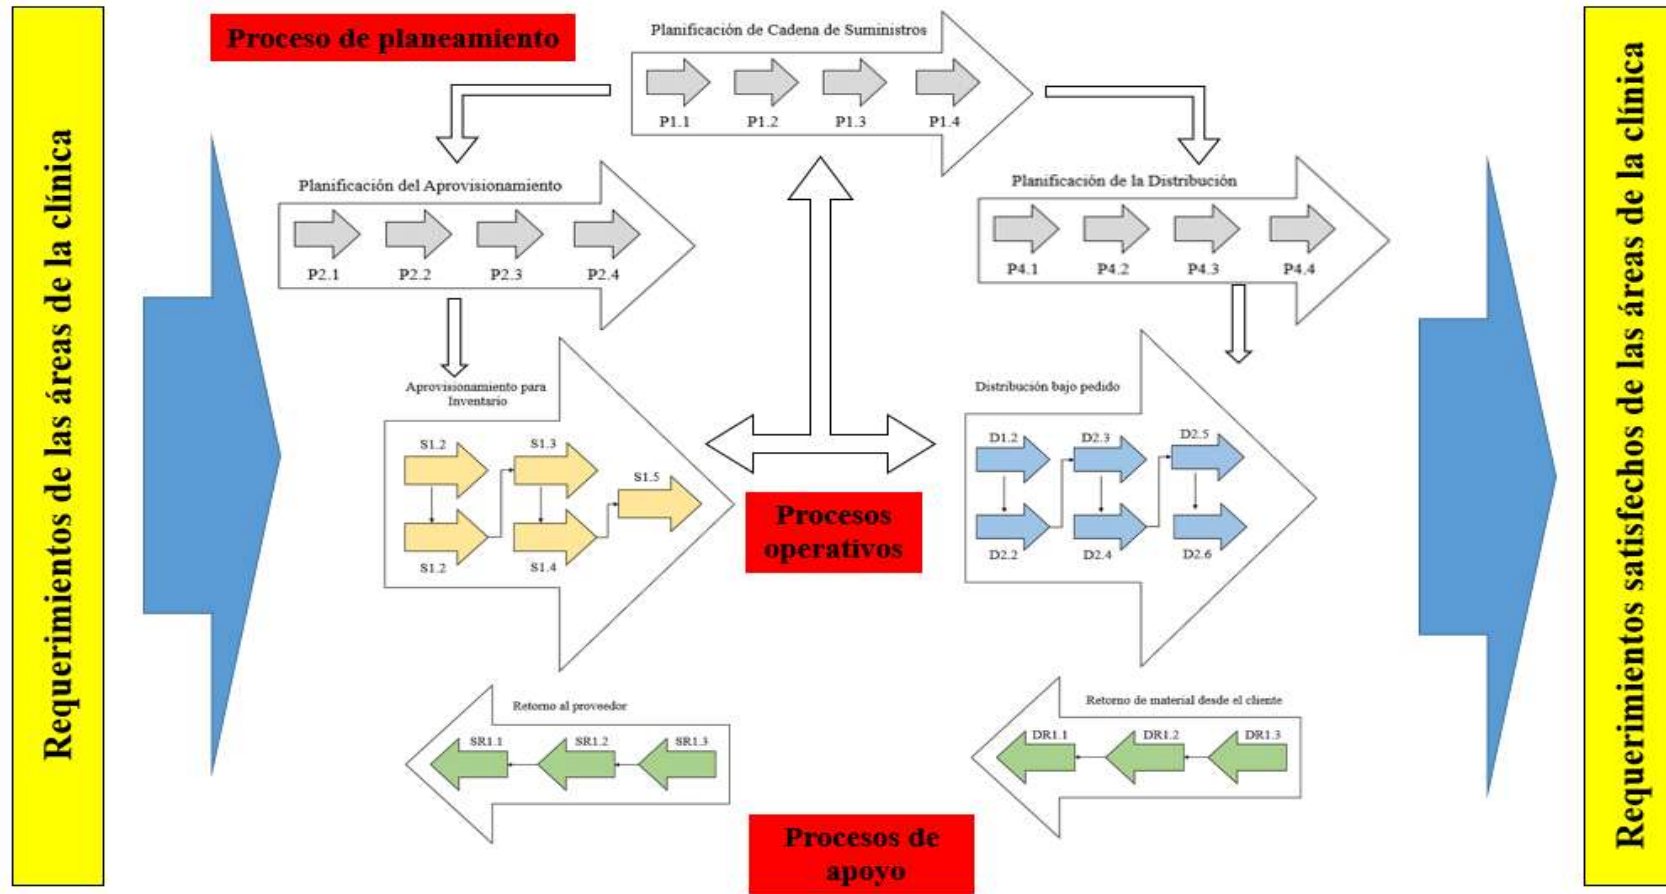 Requerimientos de las áreas de la clínica
Proceso de planeamiento
Planificación de Cadena de Suministros
P1.1 P1.2 P1.3 P1.4
Planificación del Aprovisionamiento
P2.1 P2.2 P2.3 P2.4
Planificación de la Distribución
P4.1 P4.2 P4.3 P4.4
Aprovisionamiento para
Inventario
S1.2 S1.3
S1.5
S1.2 S1.4
Distribución bajo pedido
D1.2 D2.3 D2.5
D2.2 D2.4 D2.6
Procesos
operativos
Retorno al proveedor
SR1.1 SR1.2 SR1.3
Retorno de material desde el cliente
DR1.1 DR1.2 DR1.3
Procesos de
apoyo
Requerimientos satisfechos de las áreas de la clínica